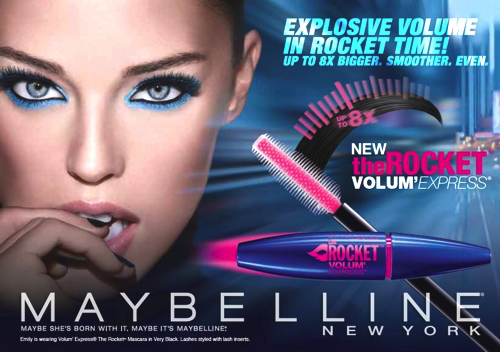 EXPLOSIVE VOLUME
IN ROCKET TIME!
UP TO 8X BIGGER. SMOOTHER. EVEN.
UP TO 8X
NEW
theROCKET
VOLUM'EXPRESS®
ROCKET
VOLUM'
MAYBELLINE®
NEW YORK
MAYBE SHE'S BORN WITH IT. MAYBE IT'S MAYBELLINE.
Emily is wearing Volum' Express® The Rocket™ Mascara in Very Black. Lashes styled with lash inserts.